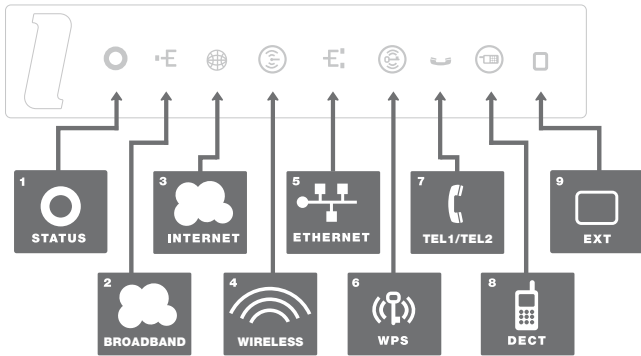 1
STATUS
2
BROADBAND
3
INTERNET
4
WIRELESS
5
ETHERNET
6
WPS
7
TEL1/TEL2
8
DECT
9
EXT